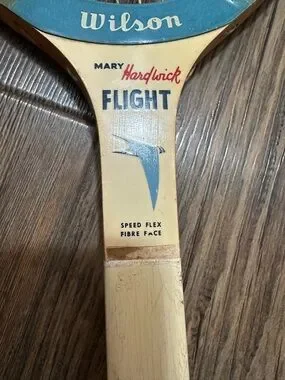 Wilson
MARY Hardwick
FLIGHT
SPEED FLEX
FIBRE FACE